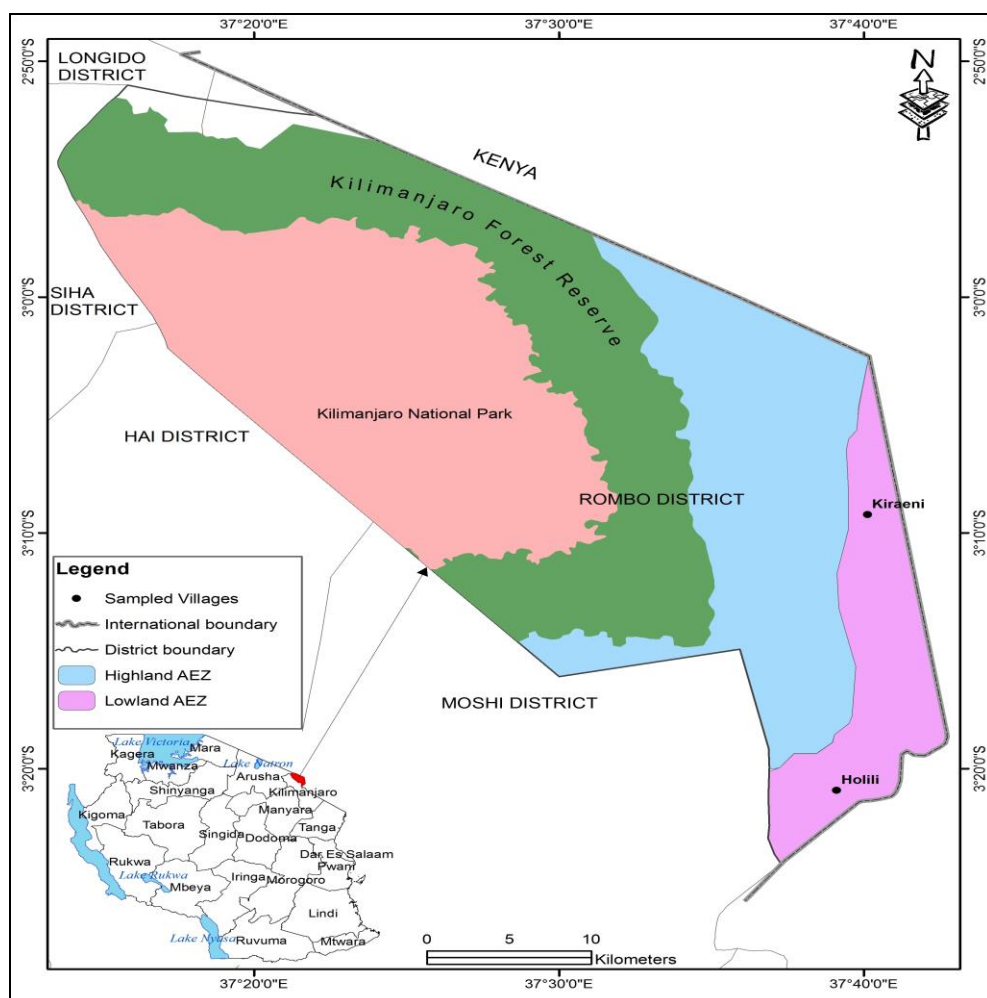 37°20'0"E 37°30'0"E 37°40'0"E
2°50'0"S
2°50'0"S
LONGIDO
DISTRICT
N
KENYA
Kilimanjaro Forest Reserve
3°0'0"S
3°0'0"S
SIHA
DISTRICT
Kilimanjaro National Park
HAI DISTRICT
ROMBO DISTRICT
Kiraeni
3°10'0"S
3°10'0"S
Legend
Sampled Villages
International boundary
District boundary
Highland AEZ
Lowland AEZ
MOSHI DISTRICT
3°20'0"S
3°20'0"S
Holili
Lake Victoria
Kagera
Mara
Mwanza
Lake Natron
Arusha
Shinyanga
Kilimanjaro
Kigoma
Manyara
Tabora
Tanga
Singida
Dodoma
Dar Es Salaam
Pwani
Rukwa
Lake Rukwa
Iringa
Morogoro
Mbeya
Lindi
Lake Nyasa
Ruvuma
Mtwara
0 5 10
Kilometers
37°20'0"E 37°30'0"E 37°40'0"E